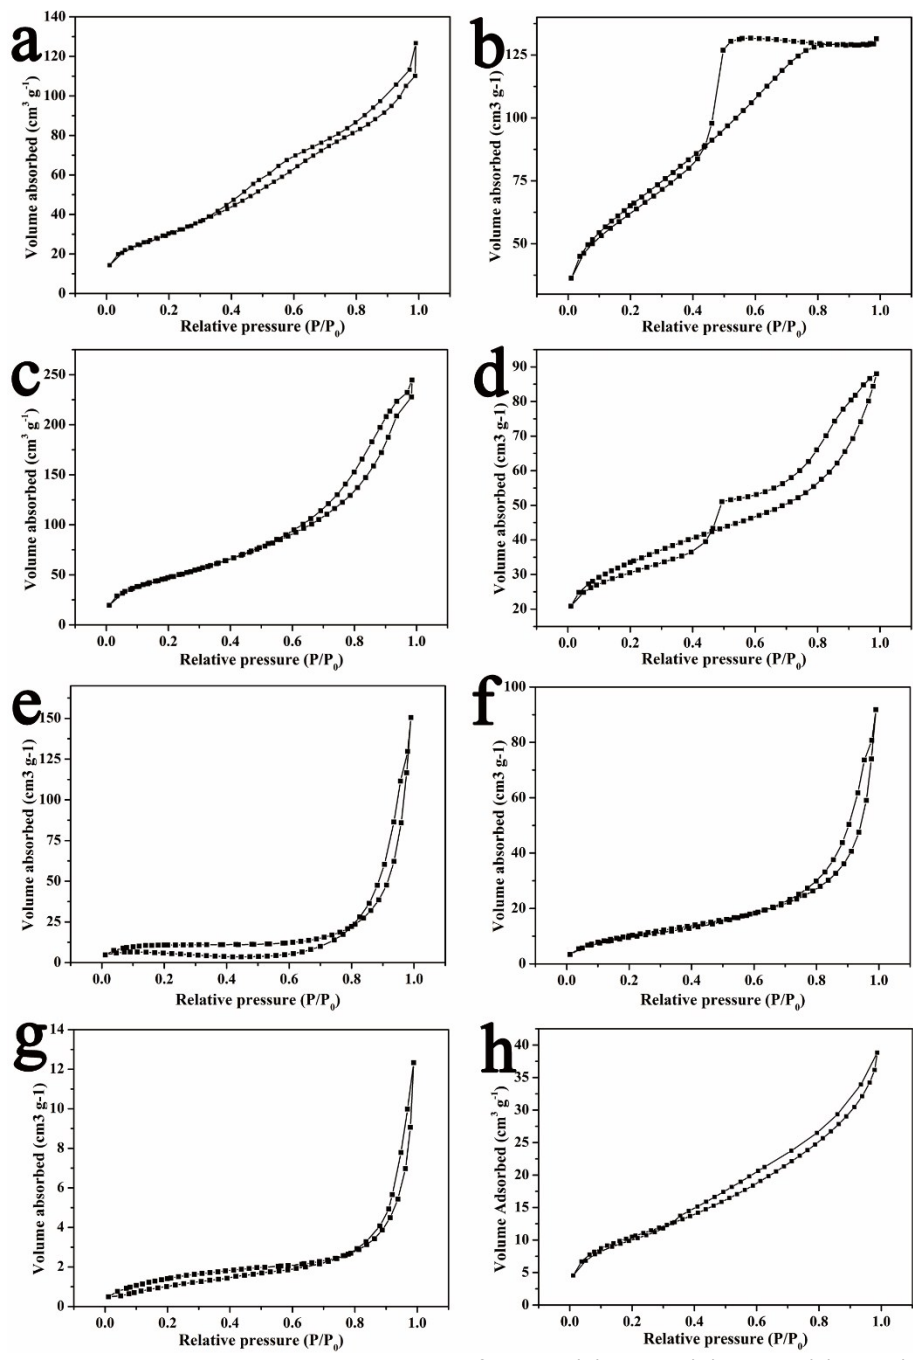 a
Volume absorbed (cm³ g⁻¹)
140
120
100
80
60
40
20
0
0.0 0.2 0.4 0.6 0.8 1.0
Relative pressure (P/P₀)
b
Volume absorbed (cm3 g-1)
125
100
75
50
0.0 0.2 0.4 0.6 0.8 1.0
Relative pressure (P/P₀)
c
Volume absorbed (cm³ g⁻¹)
250
200
150
100
50
0
0.0 0.2 0.4 0.6 0.8 1.0
Relative pressure (P/P₀)
d
Volume absorbed (cm3 g-1)
90
80
70
60
50
40
30
20
0.0 0.2 0.4 0.6 0.8 1.0
Relative pressure (P/P₀)
e
Volume absorbed (cm3 g-1)
150
125
100
75
50
25
0
0.0 0.2 0.4 0.6 0.8 1.0
Relative pressure (P/P₀)
f
Volume absorbed (cm3 g-1)
100
80
60
40
20
0
0.0 0.2 0.4 0.6 0.8 1.0
Relative pressure (P/P₀)
g
Volume absorbed (cm3 g-1)
14
12
10
8
6
4
2
0
0.0 0.2 0.4 0.6 0.8 1.0
Relative pressure (P/P₀)
h
Volume Adsorbed (cm³ g⁻¹)
40
35
30
25
20
15
10
5
0
0.0 0.2 0.4 0.6 0.8 1.0
Relative pressure (P/P₀)